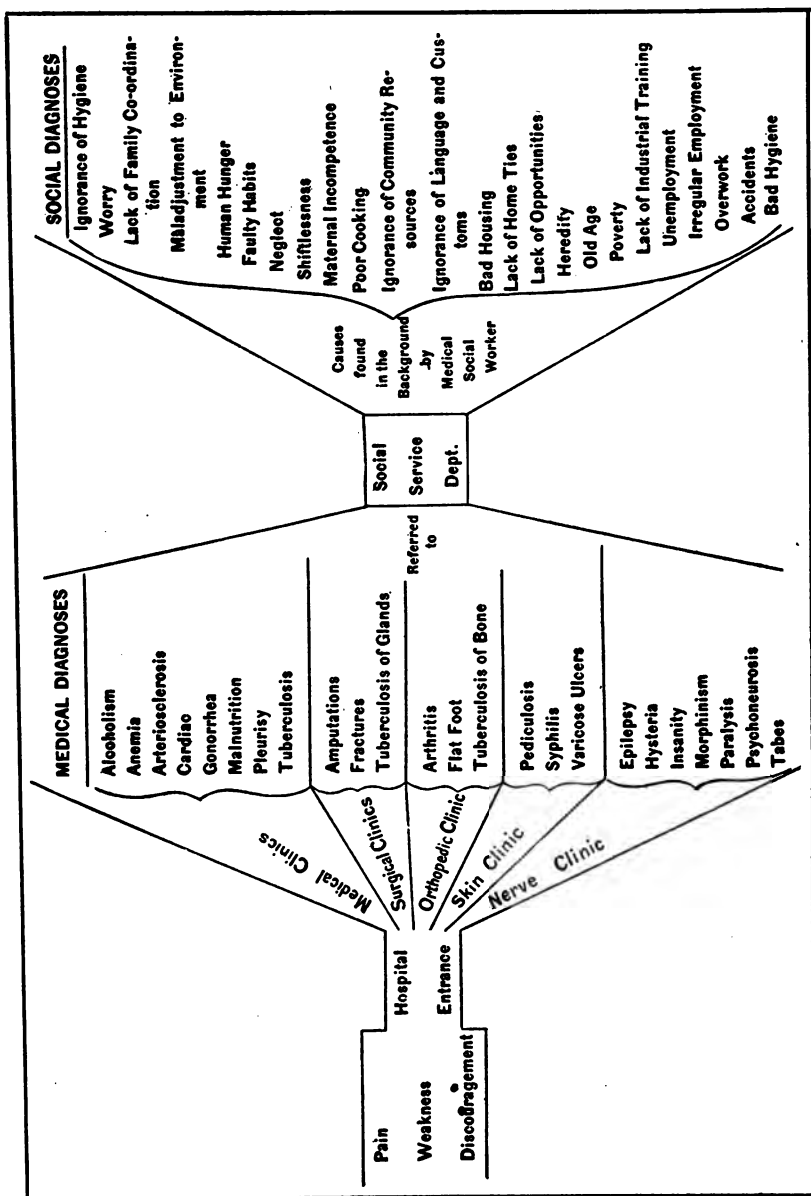 Pain
Weakness
Discouragement
Hospital
Entrance
Medical Clinics
Surgical Clinics
Orthopedic Clinic
Skin Clinic
Nerve Clinic
MEDICAL DIAGNOSES
Alcoholism
Anemia
Arteriosclerosis
Cardiac
Gonorrhea
Malnutrition
Pleurisy
Tuberculosis
Amputations
Fractures
Tuberculosis of Glands
Arthritis
Flat Foot
Tuberculosis of Bone
Pediculosis
Syphilis
Varicose Ulcers
Epilepsy
Hysteria
Insanity
Morphinism
Paralysis
Psychoneurosis
Tabes
Referred
to
Social
Service
Dept.
Causes
found
in the
Background
by
Medical
Social
Worker
SOCIAL DIAGNOSES
Ignorance of Hygiene
Worry
Lack of Family Co-ordina-
tion
Maladjustment to Environ-
ment
Human Hunger
Faulty Habits
Neglect
Shiftlessness
Maternal Incompetence
Poor Cooking
Ignorance of Community Re-
sources
Ignorance of Language and Cus-
toms
Bad Housing
Lack of Home Ties
Lack of Opportunities
Heredify
Old Age
Poverty
Lack of Industrial Training
Unemployment
Irregular Employment
Overwork
Accidents
Bad Hygiene